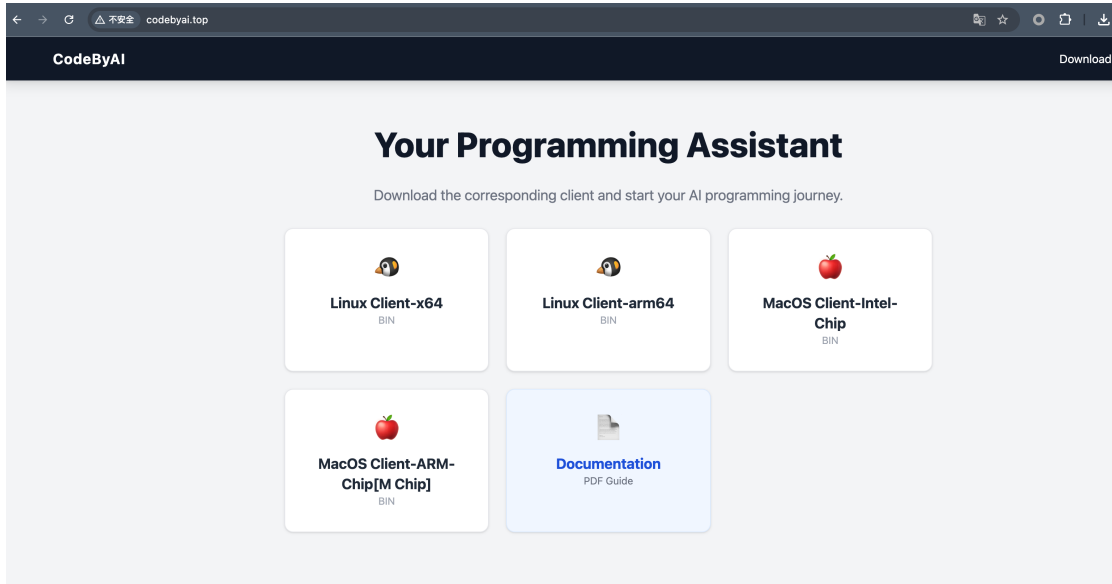 不安全 codebyai.top
CodeByAI
Download
Your Programming Assistant
Download the corresponding client and start your AI programming journey.
Linux Client-x64
BIN
Linux Client-arm64
BIN
MacOS Client-Intel-
Chip
BIN
MacOS Client-ARM-
Chip[M Chip]
BIN
Documentation
PDF Guide